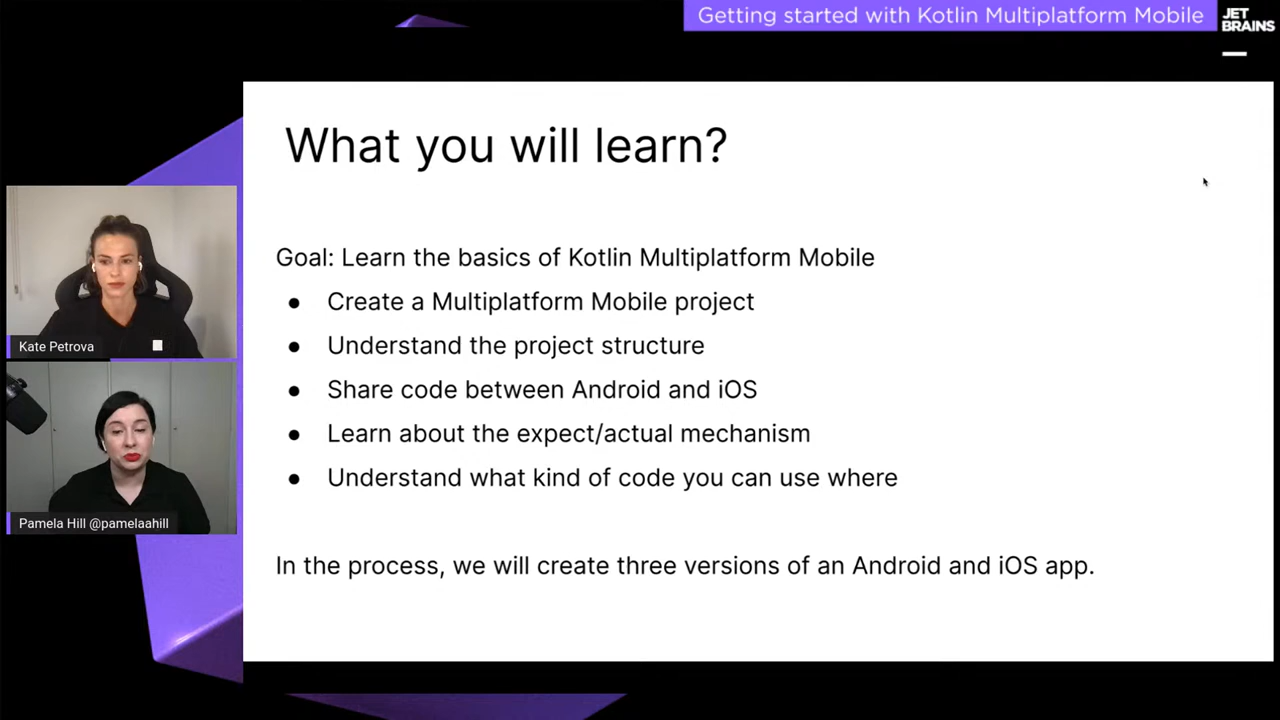 Getting started with Kotlin Multiplatform Mobile
JET
BRAINS
What you will learn?
Goal: Learn the basics of Kotlin Multiplatform Mobile
● Create a Multiplatform Mobile project
● Understand the project structure
● Share code between Android and iOS
● Learn about the expect/actual mechanism
● Understand what kind of code you can use where
In the process, we will create three versions of an Android and iOS app.
Kate Petrova
Pamela Hill @pamelaahill